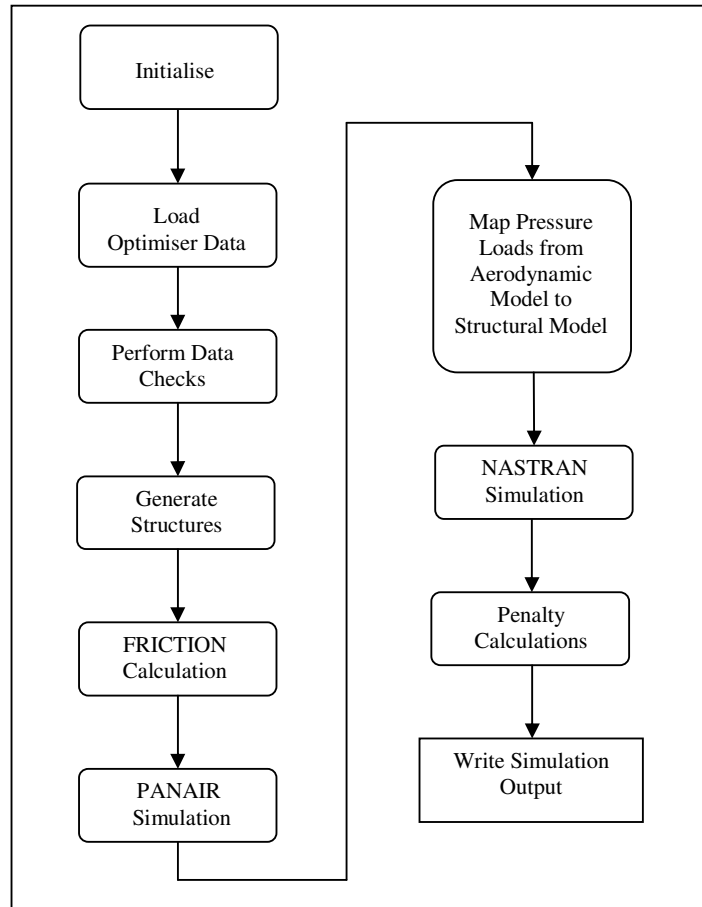 Initialise
Load
Optimiser Data
Perform Data
Checks
Generate
Structures
FRICTION
Calculation
PANAIR
Simulation
Map Pressure
Loads from
Aerodynamic
Model to
Structural Model
NASTRAN
Simulation
Penalty
Calculations
Write Simulation
Output